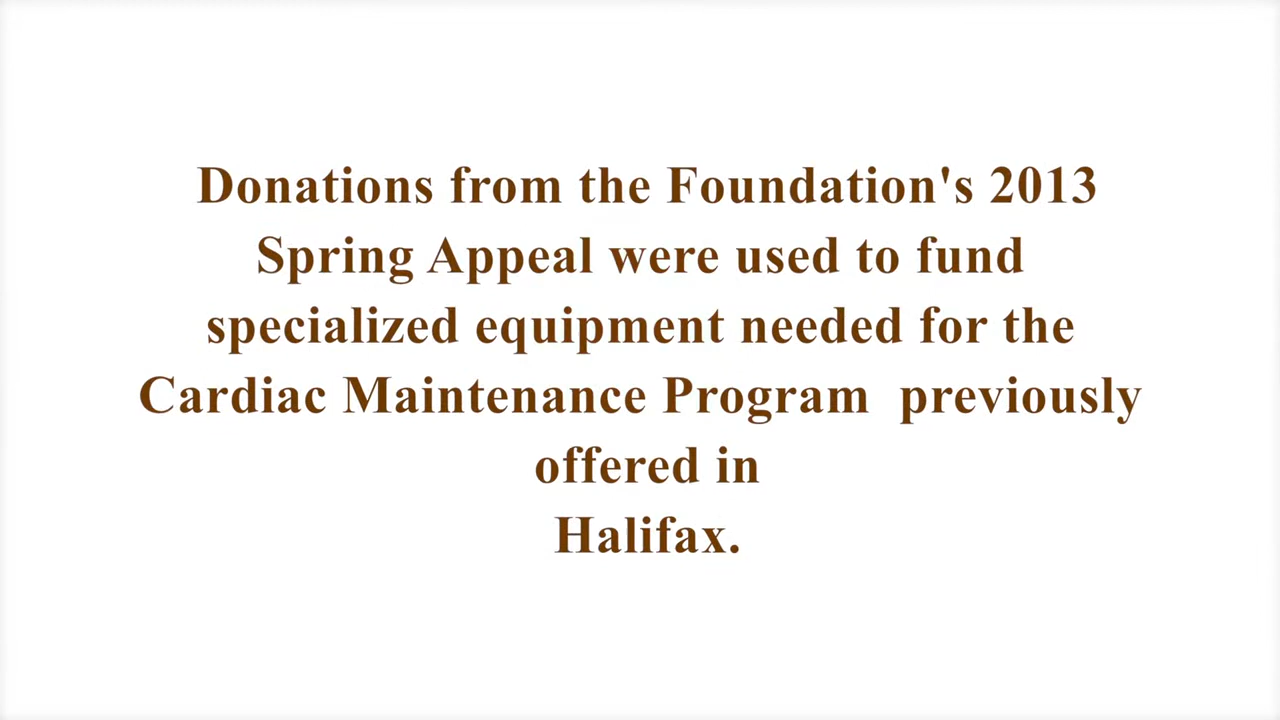 Donations from the Foundation's 2013
Spring Appeal were used to fund
specialized equipment needed for the
Cardiac Maintenance Program  previously
offered in
Halifax.